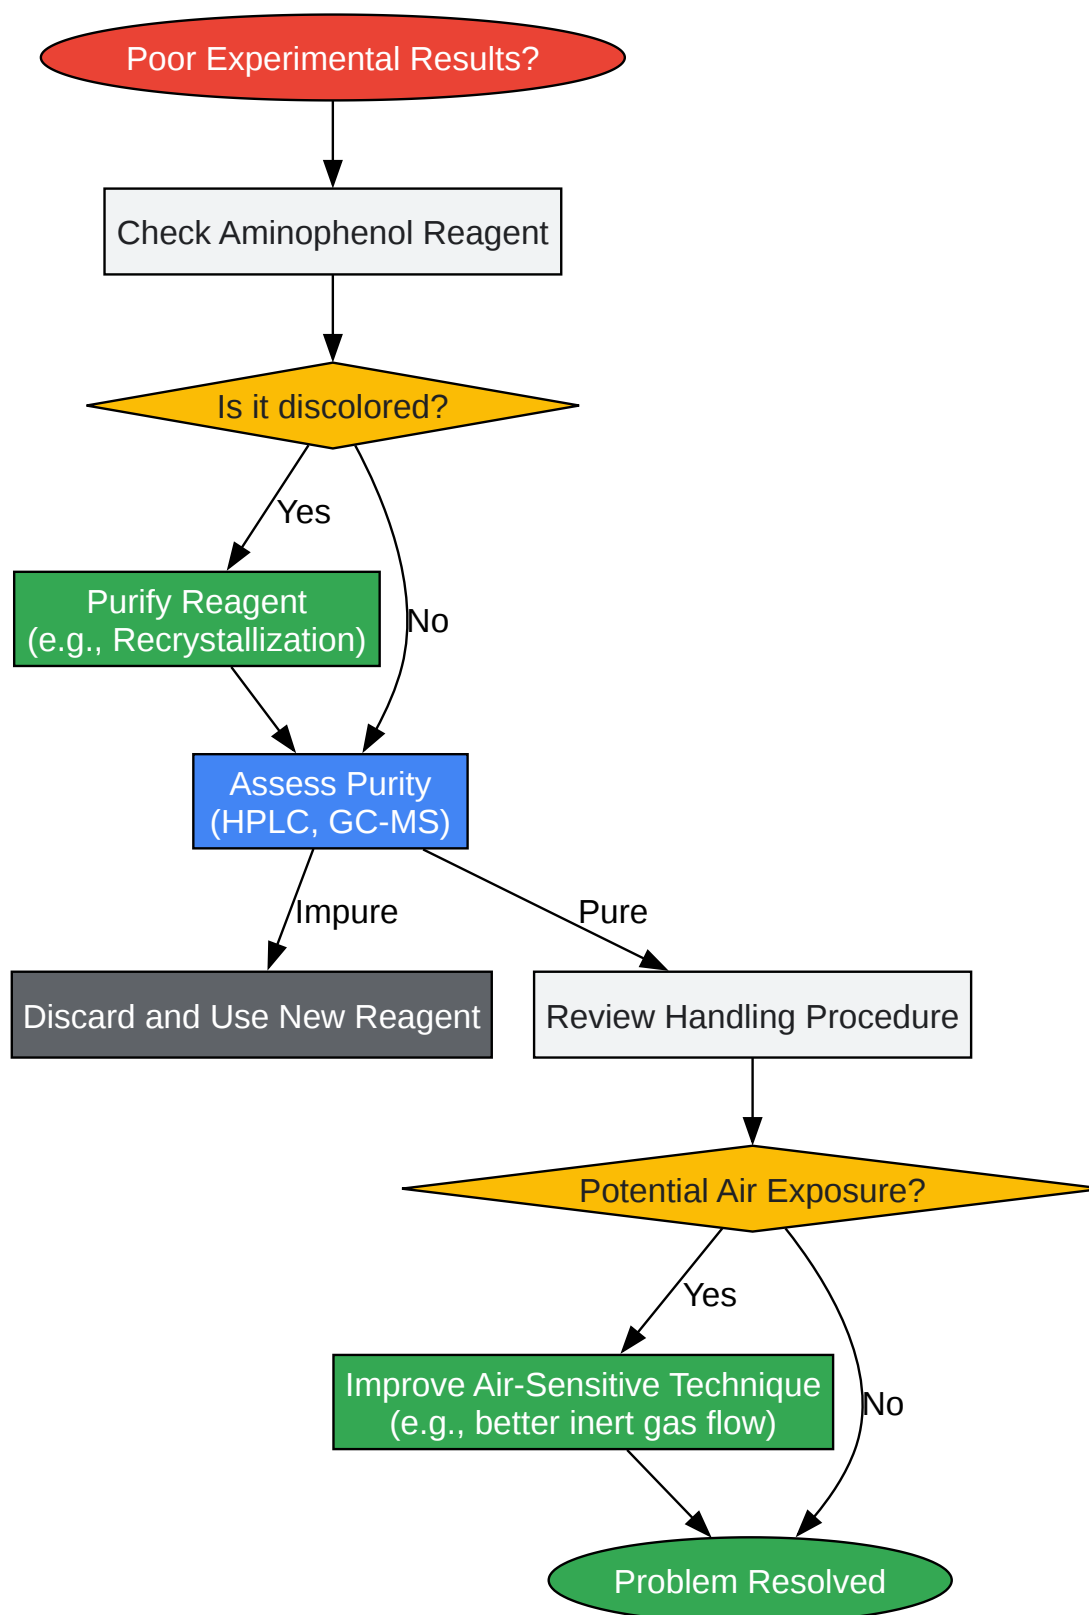 Poor Experimental Results?
Check Aminophenol Reagent
Is it discolored?
Yes
Purify Reagent
(e.g., Recrystallization)
No
Assess Purity
(HPLC, GC-MS)
Impure
Pure
Discard and Use New Reagent
Review Handling Procedure
Potential Air Exposure?
Yes
Improve Air-Sensitive Technique
(e.g., better inert gas flow)
No
Problem Resolved